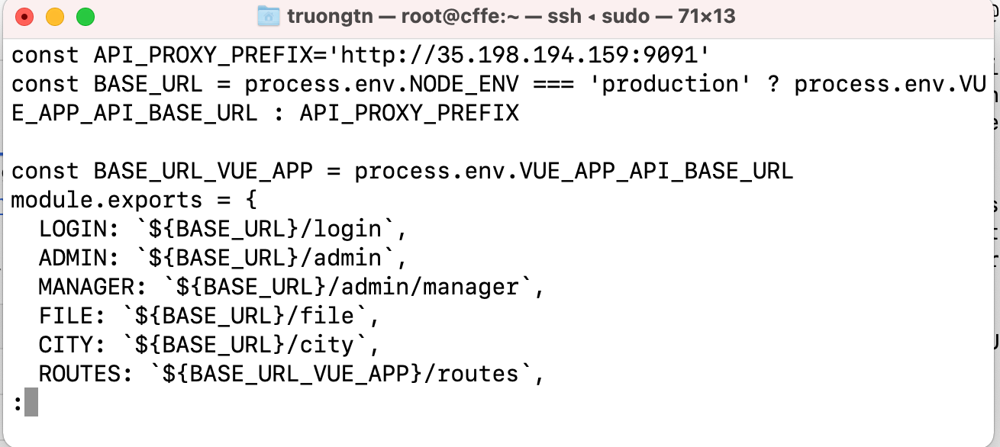 truongtn — root@cffe:~ — ssh ◂ sudo — 71×13
const API_PROXY_PREFIX='http://35.198.194.159:9091'
const BASE_URL = process.env.NODE_ENV === 'production' ? process.env.VU
E_APP_API_BASE_URL : API_PROXY_PREFIX
const BASE_URL_VUE_APP = process.env.VUE_APP_API_BASE_URL
module.exports = {
  LOGIN: `${BASE_URL}/login`,
  ADMIN: `${BASE_URL}/admin`,
  MANAGER: `${BASE_URL}/admin/manager`,
  FILE: `${BASE_URL}/file`,
  CITY: `${BASE_URL}/city`,
  ROUTES: `${BASE_URL_VUE_APP}/routes`,
: